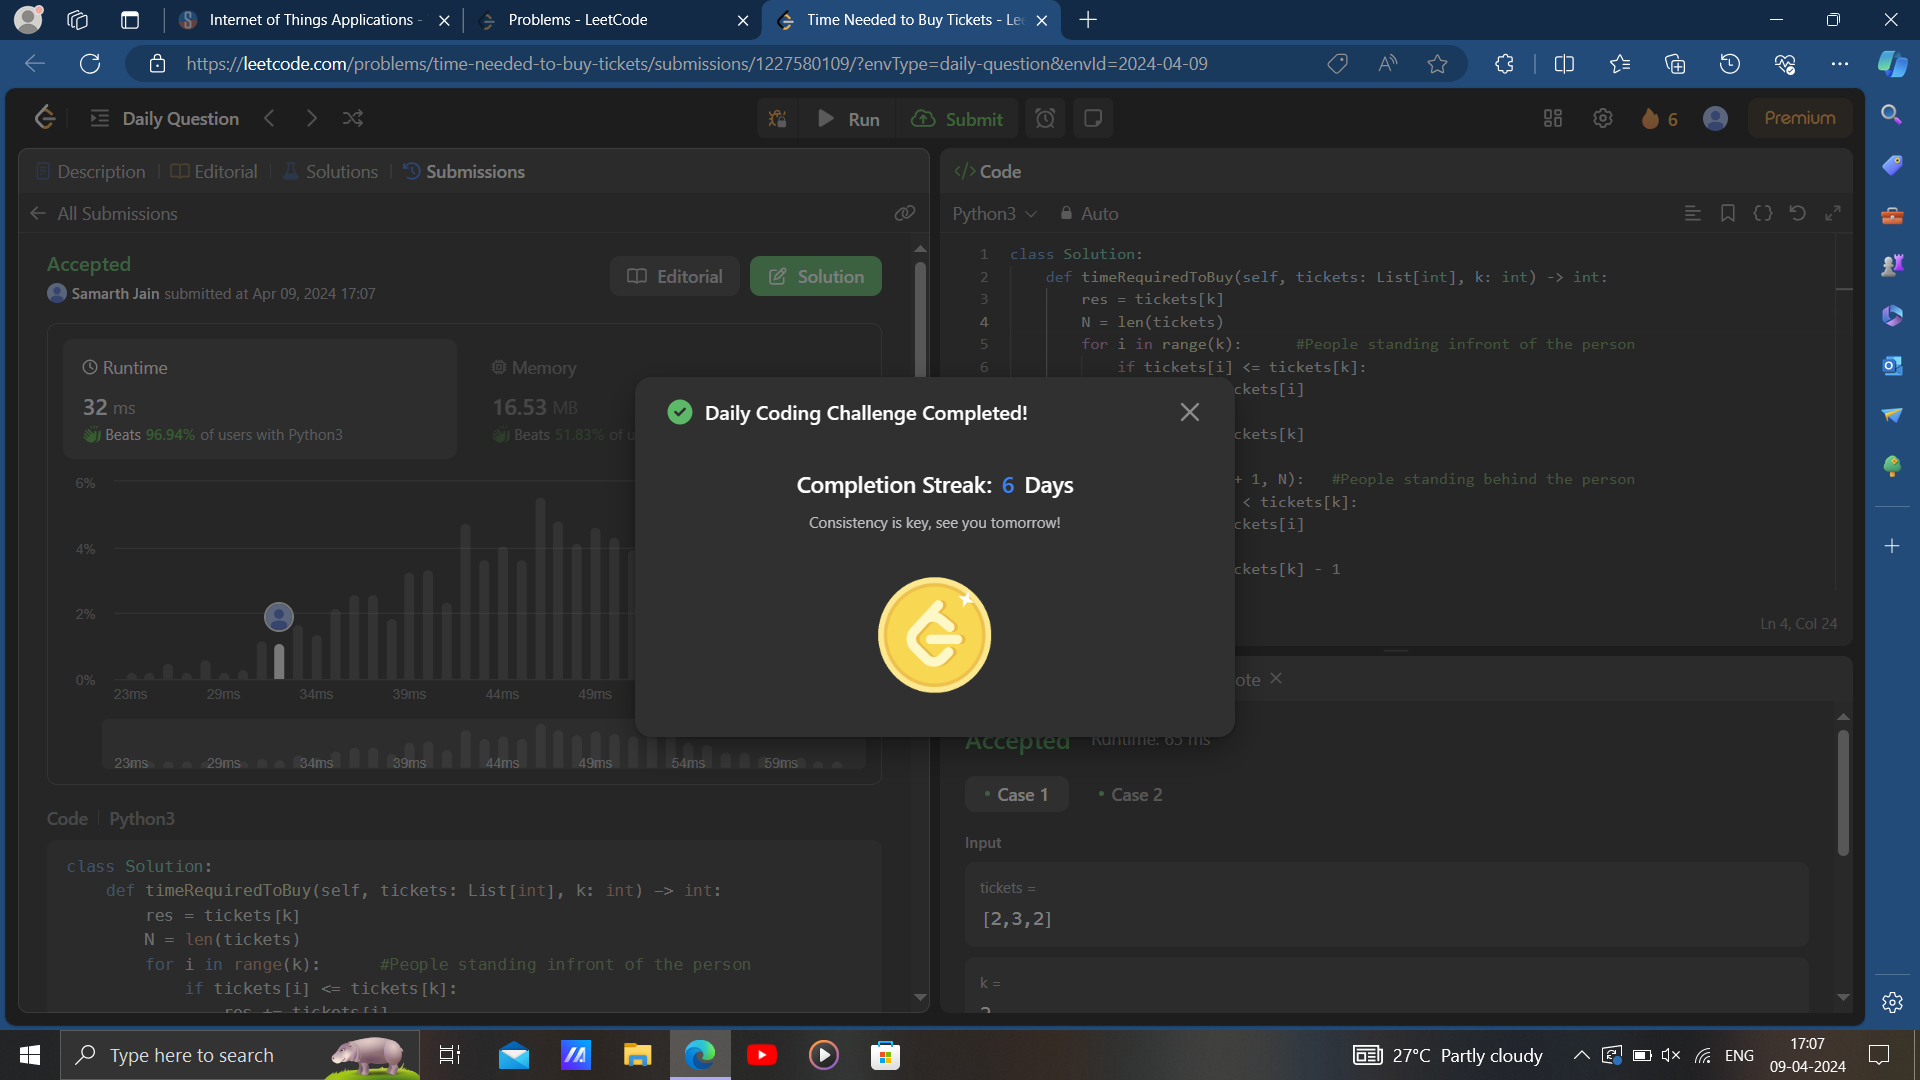 Internet of Things Applications -
Problems - LeetCode
Time Needed to Buy Tickets - Le
https://leetcode.com/problems/time-needed-to-buy-tickets/submissions/1227580109/?envType=daily-question&envId=2024-04-09
Daily Question
Run
Submit
6
Premium
Description
Editorial
Solutions
Submissions
All Submissions
Accepted
Samarth Jain submitted at Apr 09, 2024 17:07
Editorial
Solution
Runtime
32 ms
Beats 96.94% of users with Python3
Memory
16.53 MB
Beats 51.83% of u
6%
4%
2%
0%
23ms 29ms 34ms 39ms 44ms 49ms
23ms 29ms 34ms 39ms 44ms 49ms 54ms 59ms
Code Python3
class Solution:
def timeRequiredToBuy(self, tickets: List[int], k: int) -> int:
res = tickets[k]
N = len(tickets)
for i in range(k): #People standing infront of the person
if tickets[i] <= tickets[k]:
res += tickets[i]
Daily Coding Challenge Completed!
Completion Streak: 6 Days
Consistency is key, see you tomorrow!
</> Code
Python3
Auto
1 class Solution:
2 def timeRequiredToBuy(self, tickets: List[int], k: int) -> int:
3 res = tickets[k]
4 N = len(tickets)
5 for i in range(k): #People standing infront of the person
6 if tickets[i] <= tickets[k]:
ckets[i]
ckets[k]
+ 1, N): #People standing behind the person
< tickets[k]:
ckets[i]
ckets[k] - 1
Ln 4, Col 24
ote
Accepted Runtime: 65 ms
Case 1
Case 2
Input
tickets =
[2,3,2]
k =
2
Type here to search
27°C Partly cloudy
ENG
17:07
09-04-2024